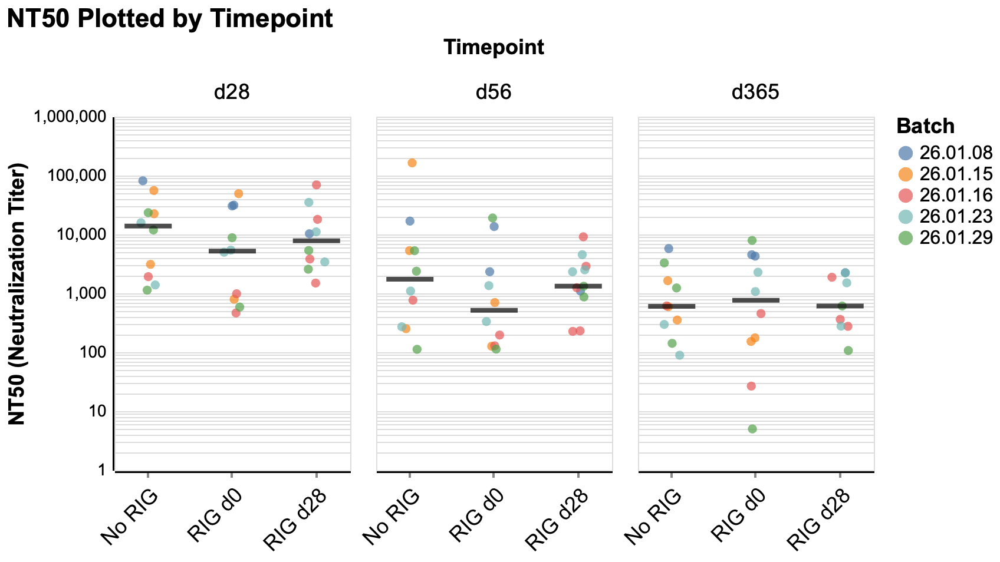 NT50 Plotted by Timepoint
Timepoint
d28 d56 d365
NT50 (Neutralization Titer)
1,000,000
100,000
10,000
1,000
100
10
1
No RIG RIG d0 RIG d28 No RIG RIG d0 RIG d28 No RIG RIG d0 RIG d28
Batch
26.01.08
26.01.15
26.01.16
26.01.23
26.01.29